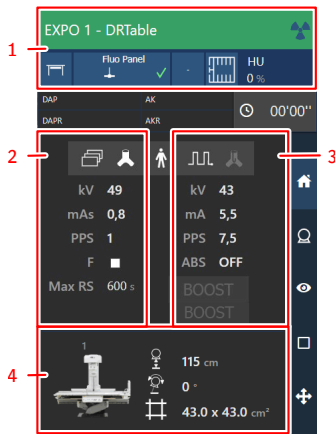 EXPO 1 - DRTable
1
Fluo Panel
-
HU
0 %
DAP
AK
00'00''
DAPR
AKR
2
3
kV 49
kV 43
mAs 0,8
mA 5,5
PPS 1
PPS 7,5
F
ABS OFF
Max RS 600 s
BOOST
BOOST
1
115 cm
4
0 °
43.0 x 43.0 cm²